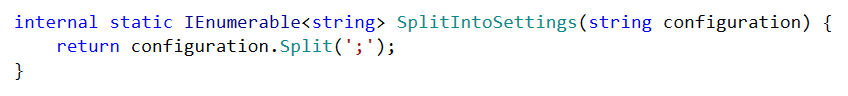 internal static IEnumerable<string> SplitIntoSettings(string configuration) {
    return configuration.Split(';');
}